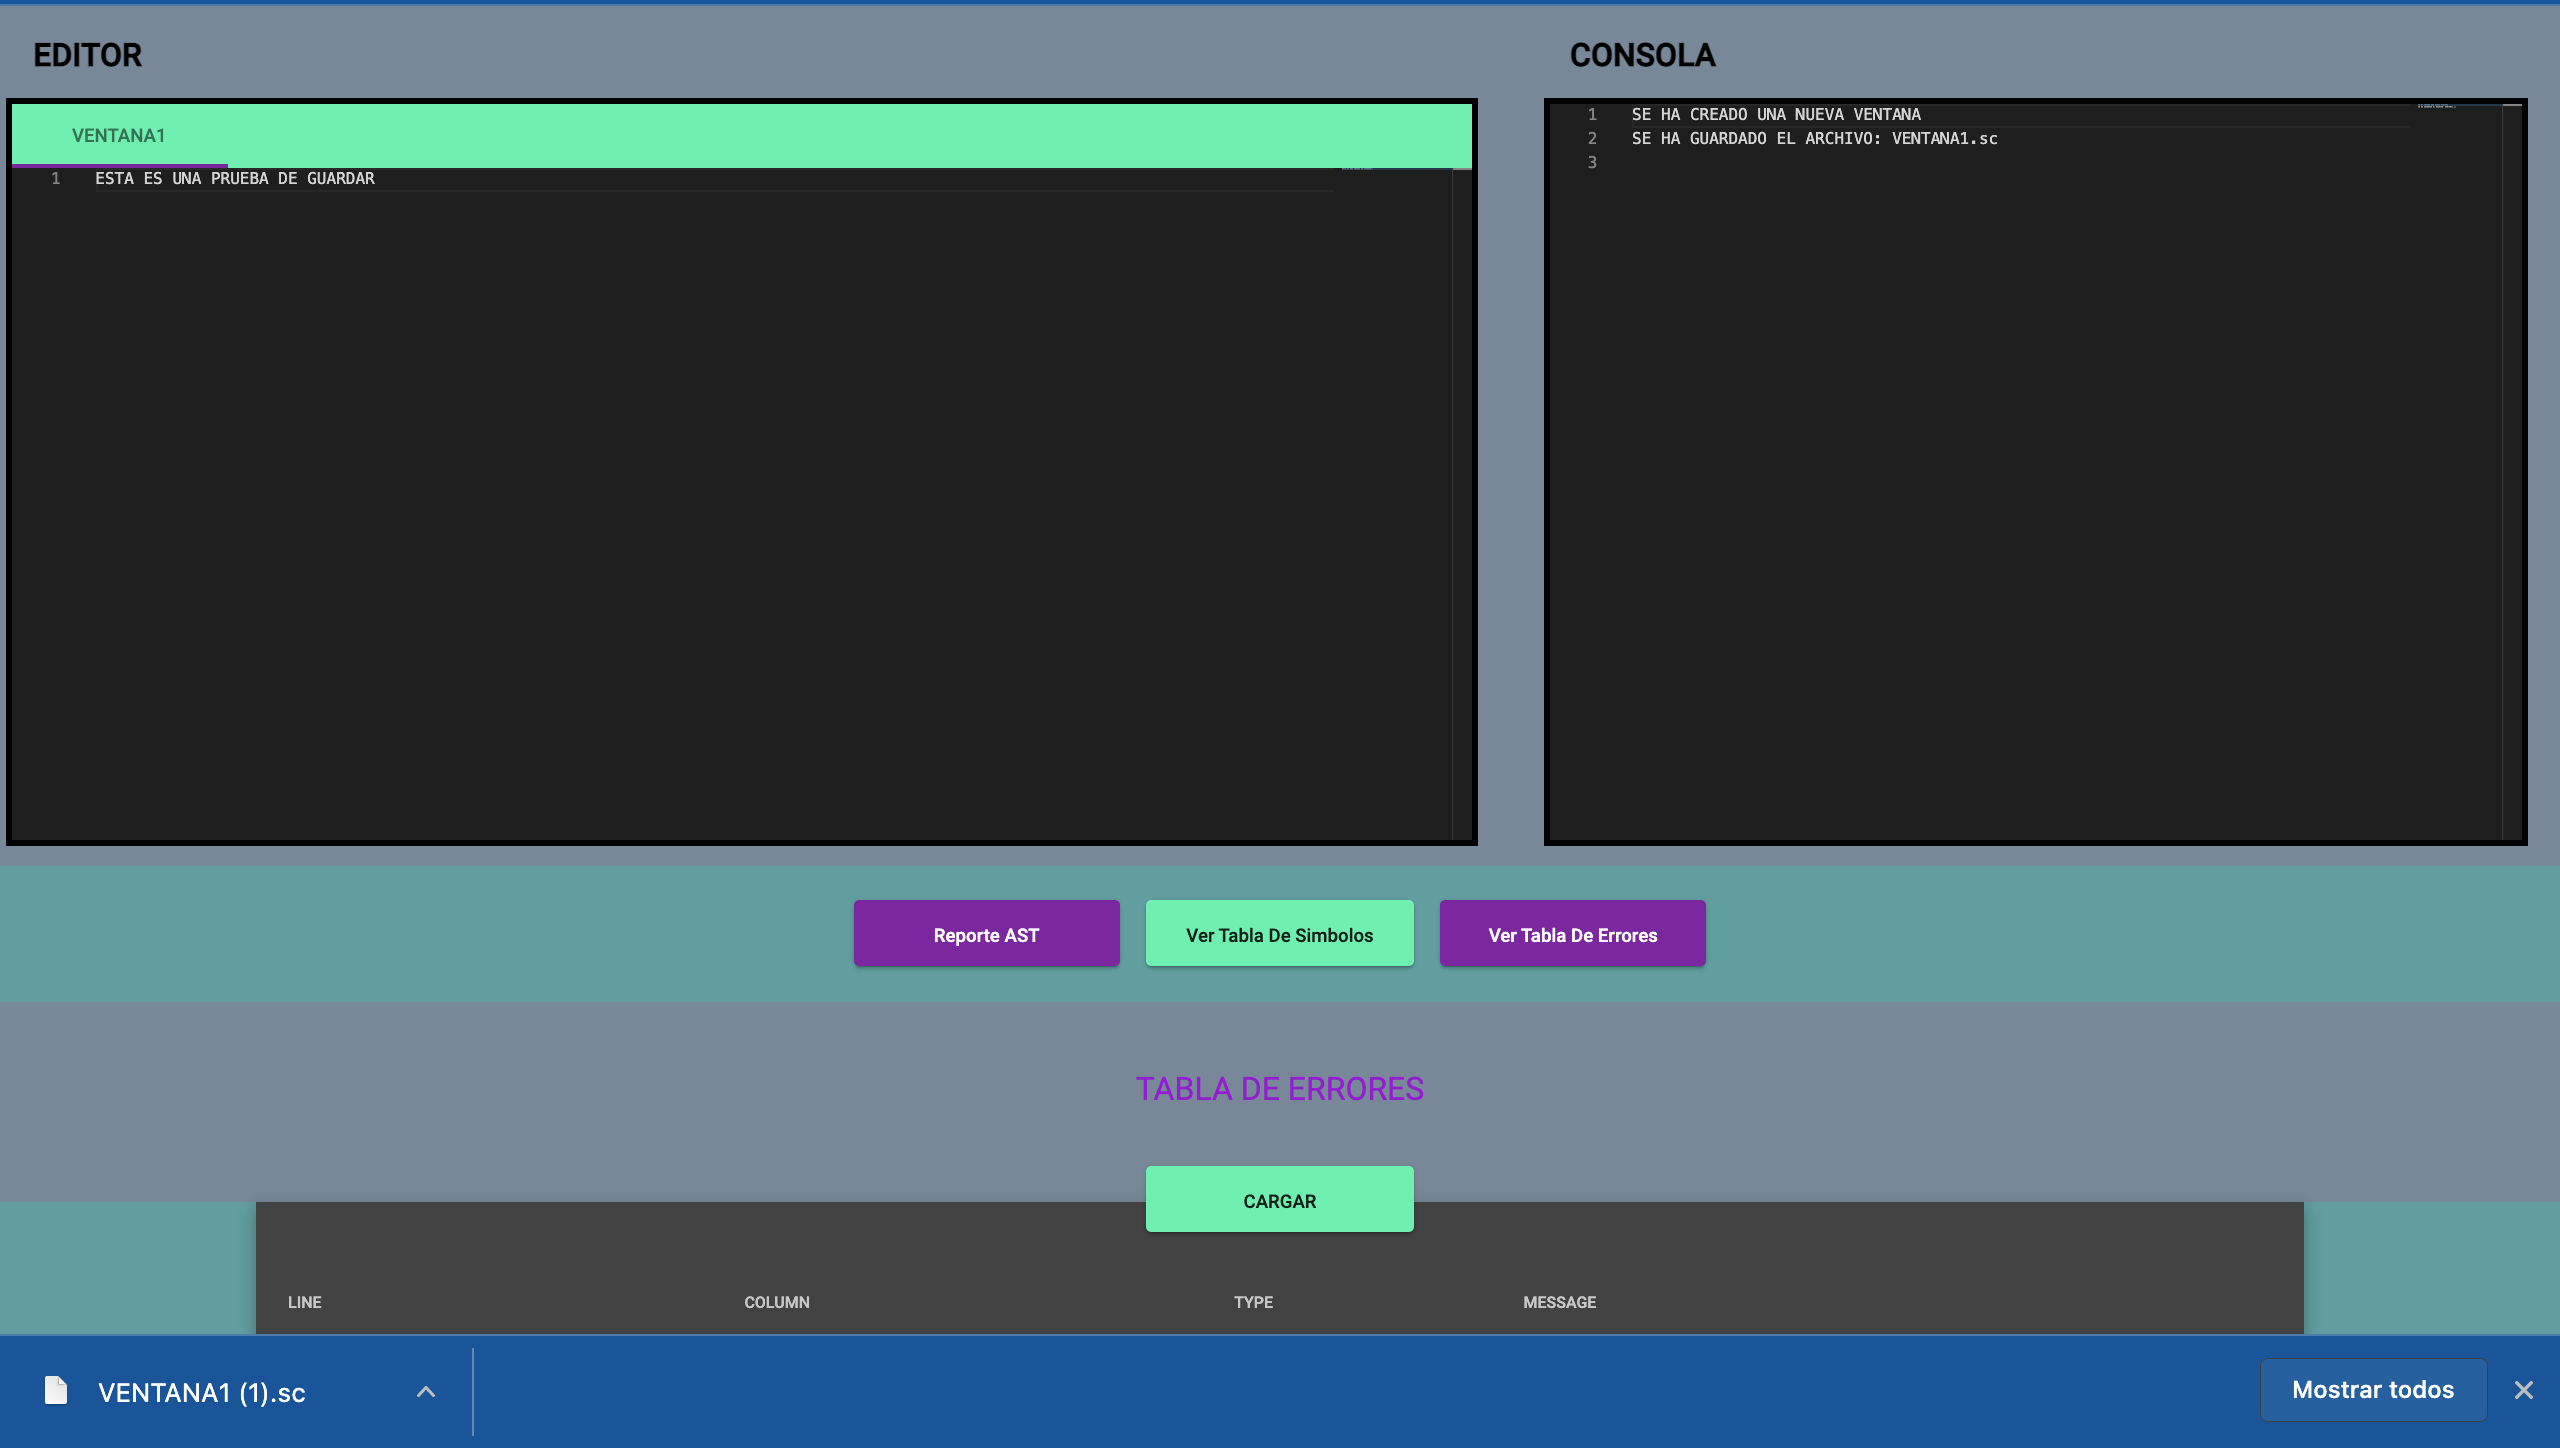 EDITOR
CONSOLA
VENTANA1
1 ESTA ES UNA PRUEBA DE GUARDAR
1 SE HA CREADO UNA NUEVA VENTANA
2 SE HA GUARDADO EL ARCHIVO: VENTANA1.sc
3
Reporte AST
Ver Tabla De Simbolos
Ver Tabla De Errores
TABLA DE ERRORES
CARGAR
LINE COLUMN TYPE MESSAGE
VENTANA1 (1).sc
Mostrar todos